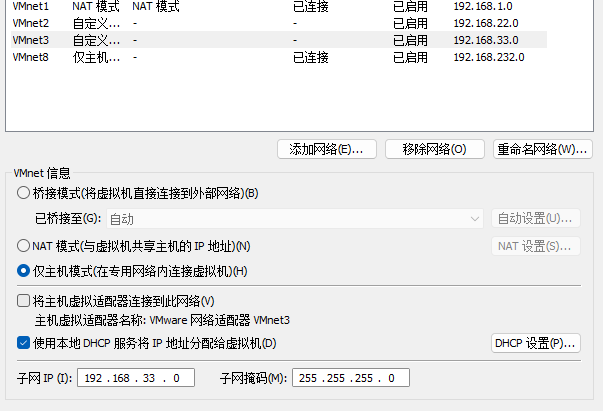 VMnet1 NAT 模式 NAT 模式 已连接 已启用 192.168.1.0
VMnet2 自定义... - - 已启用 192.168.22.0
VMnet3 自定义... - - 已启用 192.168.33.0
VMnet8 仅主机... - 已连接 已启用 192.168.232.0
添加网络(E)... 移除网络(O) 重命名网络(W)...
VMnet 信息
桥接模式(将虚拟机直接连接到外部网络)(B)
已桥接至(G): 自动 自动设置(U)...
NAT 模式(与虚拟机共享主机的 IP 地址)(N) NAT 设置(S)...
仅主机模式(在专用网络内连接虚拟机)(H)
将主机虚拟适配器连接到此网络(V)
主机虚拟适配器名称: VMware 网络适配器 VMnet3
使用本地 DHCP 服务将 IP 地址分配给虚拟机(D) DHCP 设置(P)...
子网 IP (I): 192 . 168 . 33 . 0 子网掩码(M): 255 . 255 . 255 . 0